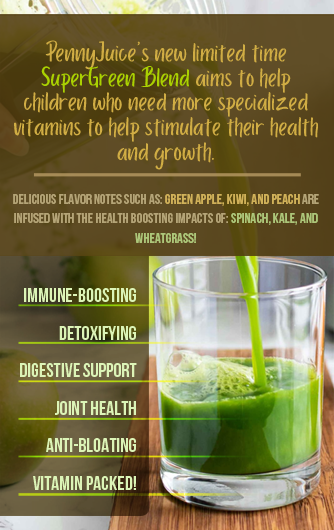 PennyJuice's new limited time
SuperGreen Blend aims to help
children who need more specialized
vitamins to help stimulate their health
and growth.
DELICIOUS FLAVOR NOTES SUCH AS: GREEN APPLE, KIWI, AND PEACH ARE
INFUSED WITH THE HEALTH BOOSTING IMPACTS OF: SPINACH, KALE, AND
WHEATGRASS!
IMMUNE-BOOSTING
DETOXIFYING
DIGESTIVE SUPPORT
JOINT HEALTH
ANTI-BLOATING
VITAMIN PACKED!